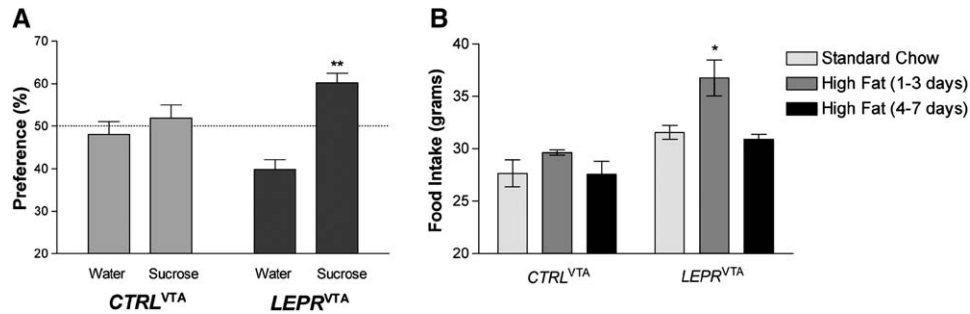 A
Preference (%)
70
60
50
40
30
20
**
Water Sucrose Water Sucrose
CTRLVTA LEPRVTA
B
Food Intake (grams)
40
35
30
25
20
*
CTRLVTA LEPRVTA
Standard Chow
High Fat (1-3 days)
High Fat (4-7 days)